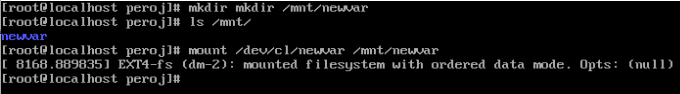 [root@localhost peroj]# mkdir mkdir /mnt/newvar
[root@localhost peroj]# ls /mnt/
newvar
[root@localhost peroj]# mount /dev/cl/newvar /mnt/newvar
[ 8168.889835] EXT4-fs (dm-2): mounted filesystem with ordered data mode. Opts: (null)
[root@localhost peroj]#